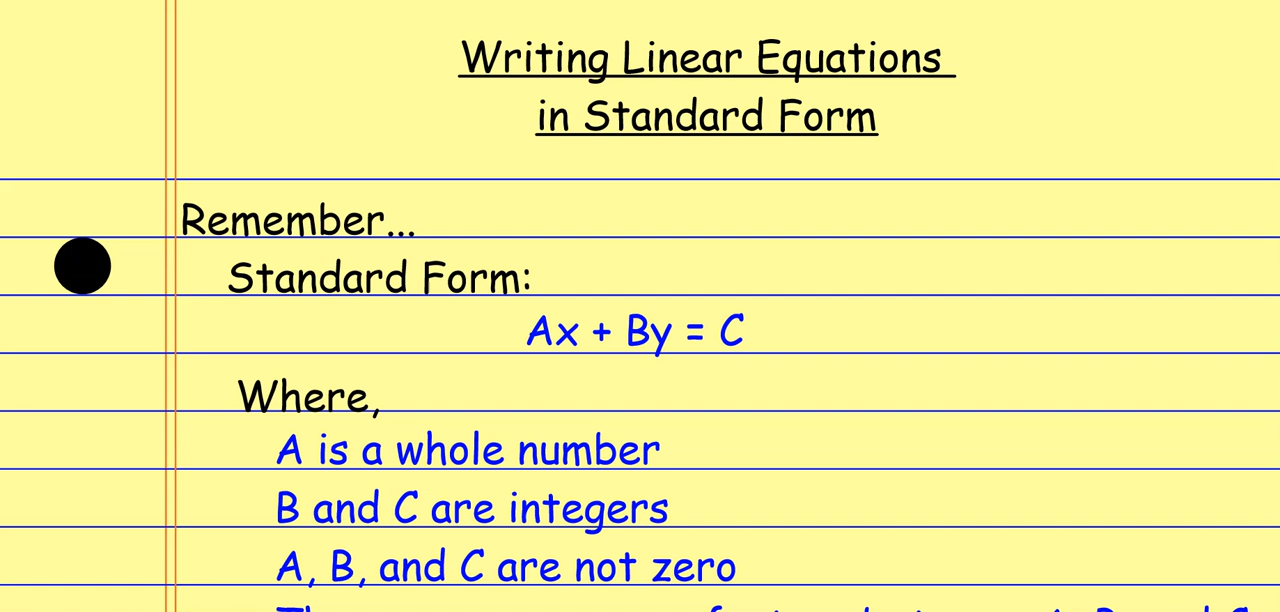 Writing Linear Equations
in Standard Form
Remember...
Standard Form:
Ax + By = C
Where,
A is a whole number
B and C are integers
A, B, and C are not zero